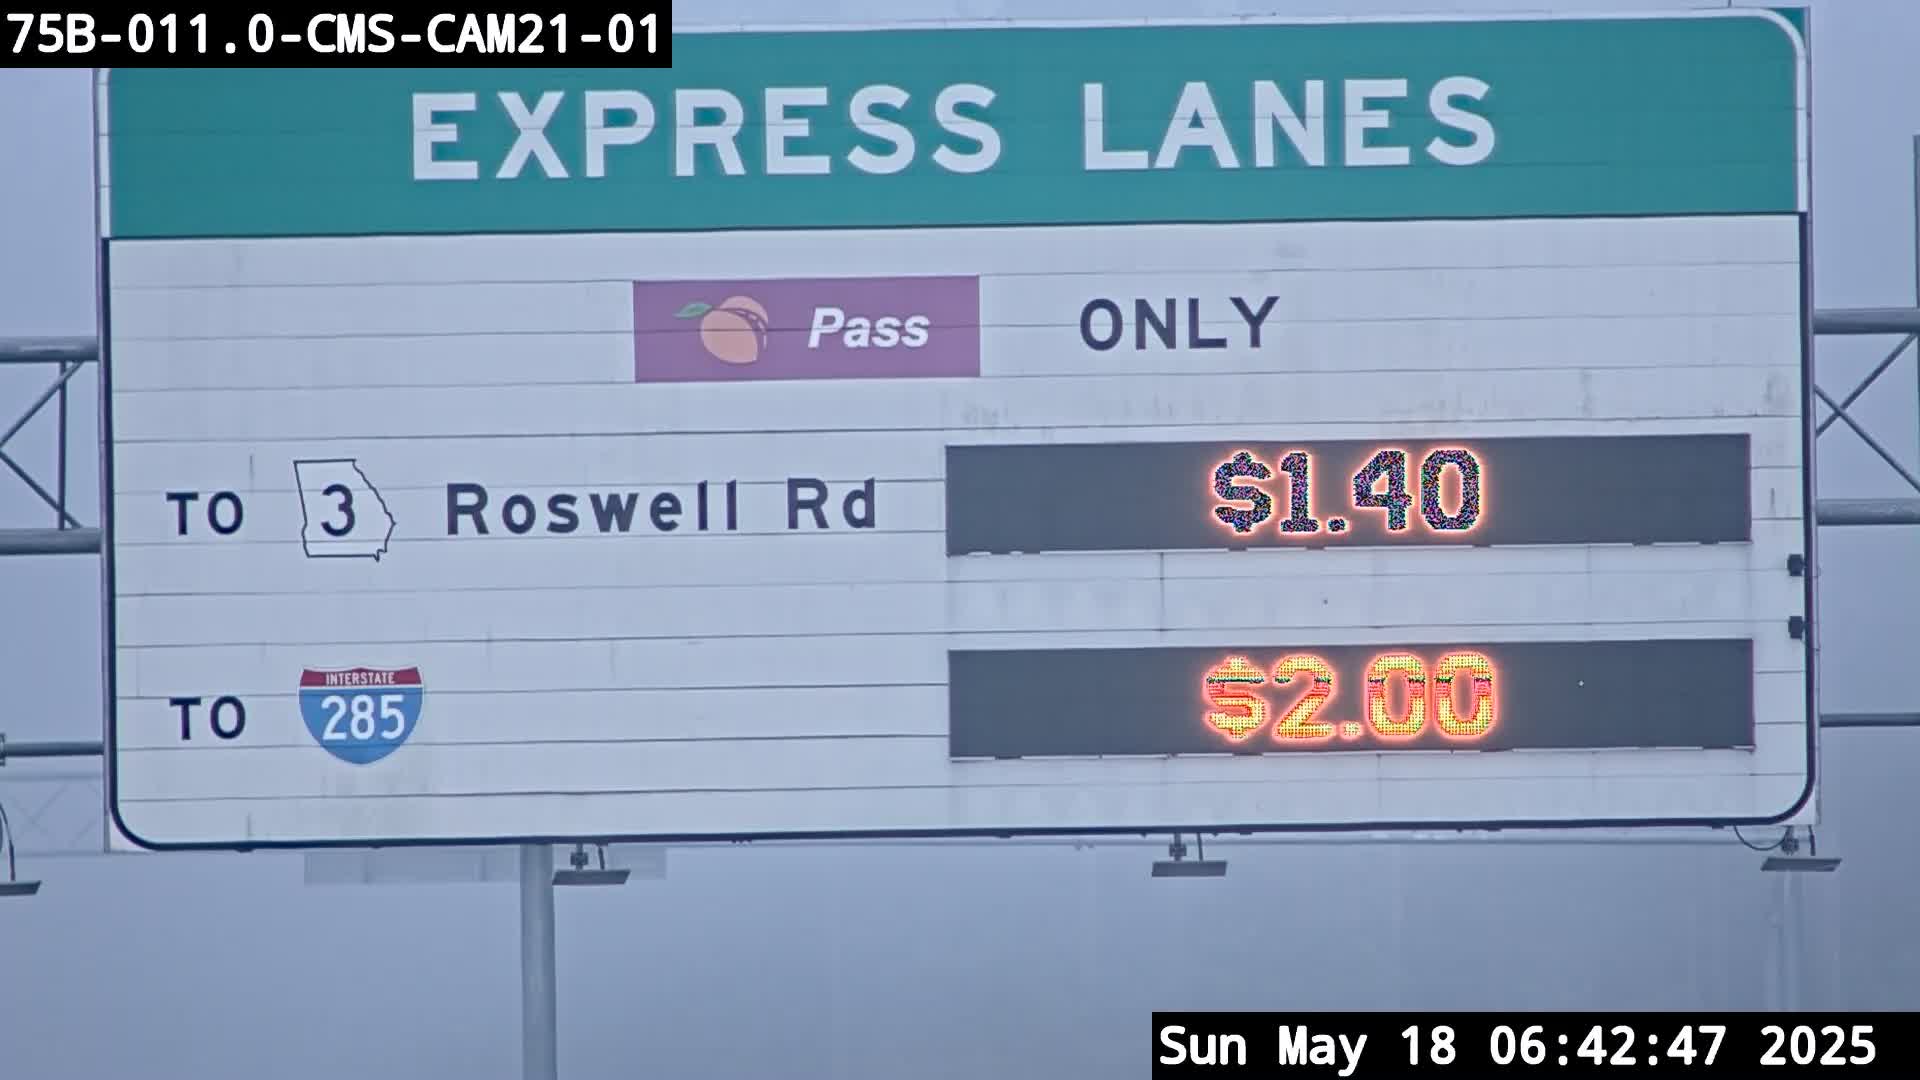 75B-011.0-CMS-CAM21-01
EXPRESS LANES
Pass ONLY
TO 3 Roswell Rd $1.40
TO INTERSTATE 285 $2.00
Sun May 18 06:42:47 2025